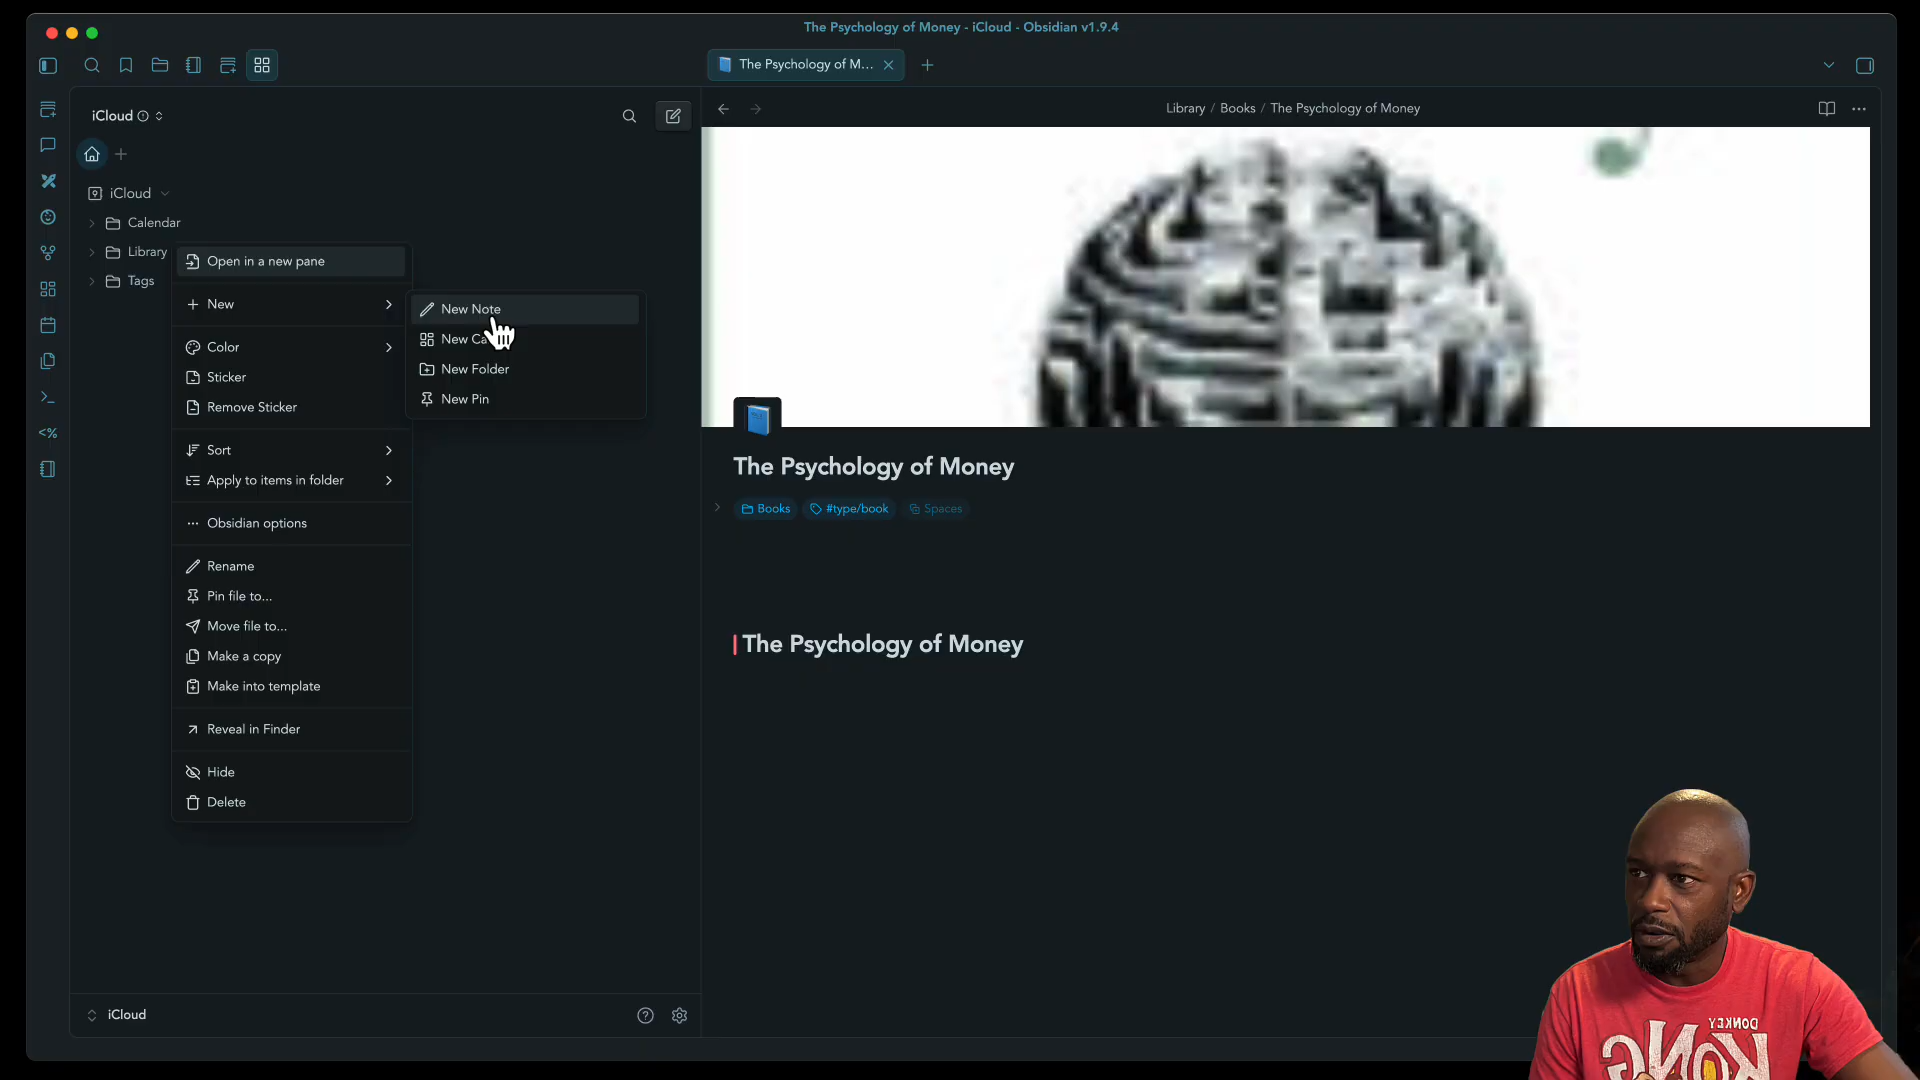 The Psychology of Money - iCloud - Obsidian v1.9.4
The Psychology of M...
iCloud
Library / Books / The Psychology of Money
iCloud
Calendar
Library
Tags
Open in a new pane
New
Color
Sticker
Remove Sticker
Sort
Apply to items in folder
Obsidian options
Rename
Pin file to...
Move file to...
Make a copy
Make into template
Reveal in Finder
Hide
Delete
New Note
New Ca
New Folder
New Pin
The Psychology of Money
Books #type/book Spaces
The Psychology of Money
iCloud
<%
DONKEY
KONG